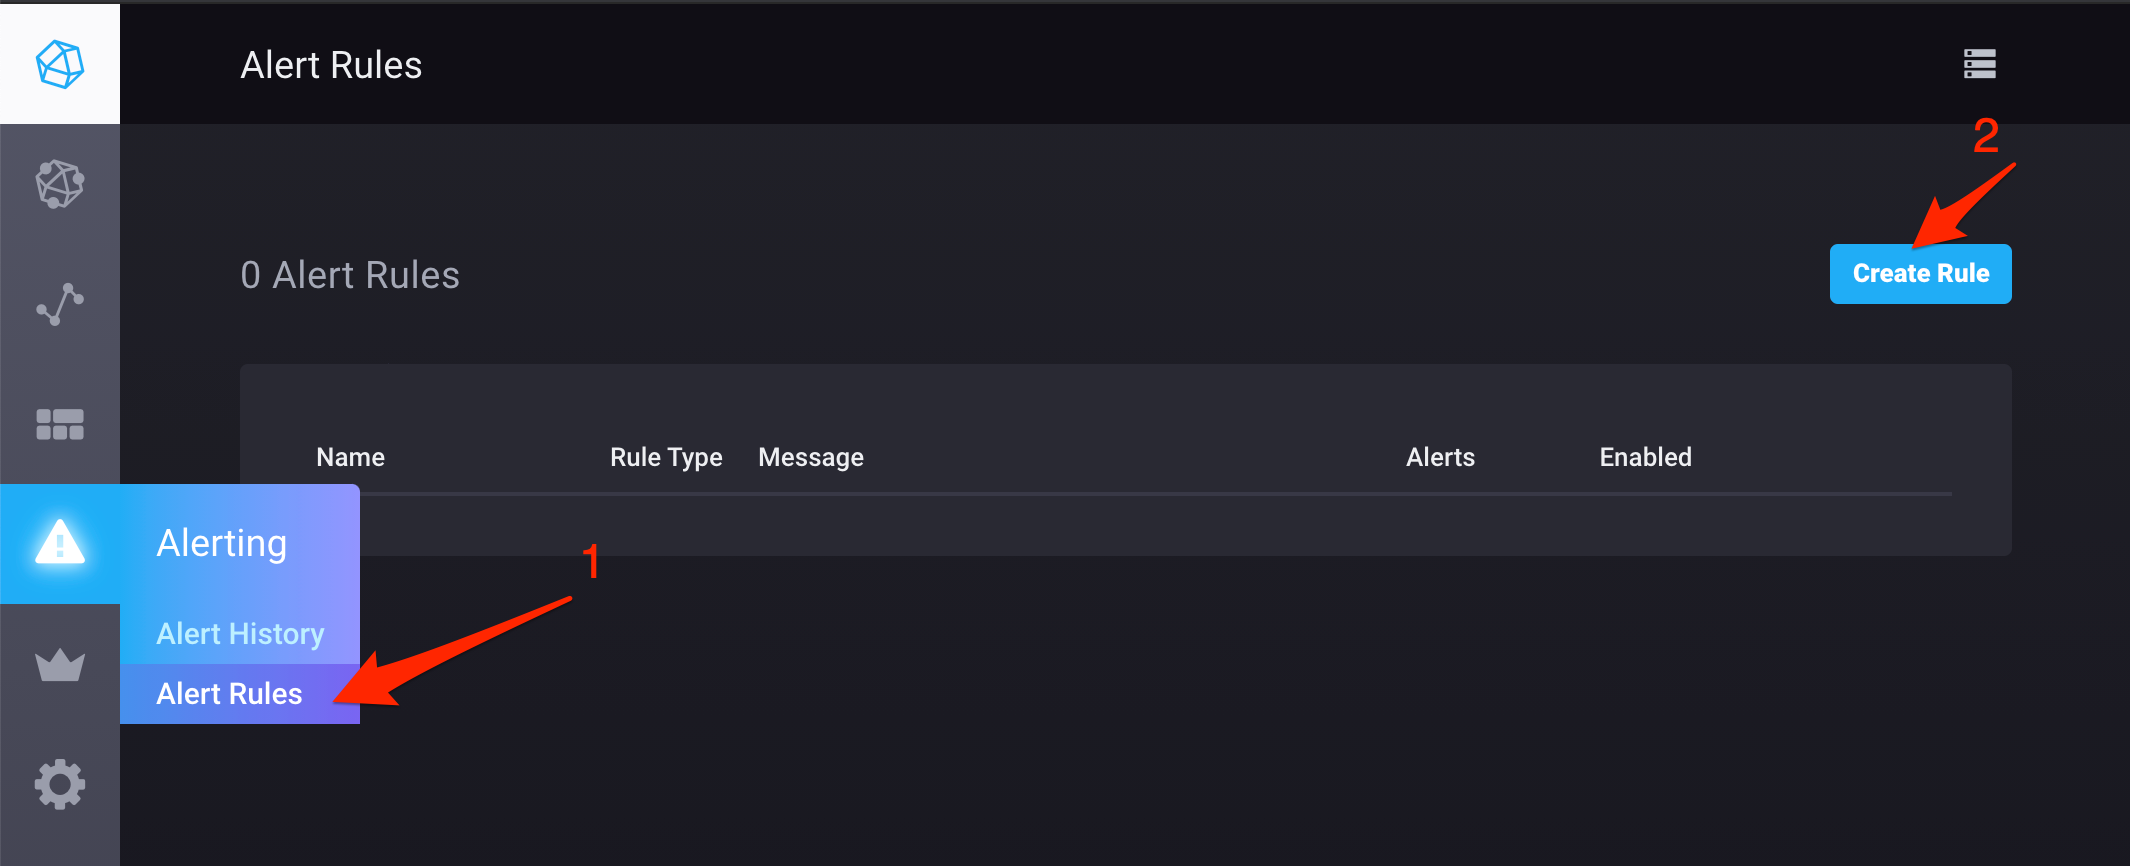 Alert Rules
2
0 Alert Rules
Create Rule
Name Rule Type Message Alerts Enabled
Alerting
1
Alert History
Alert Rules